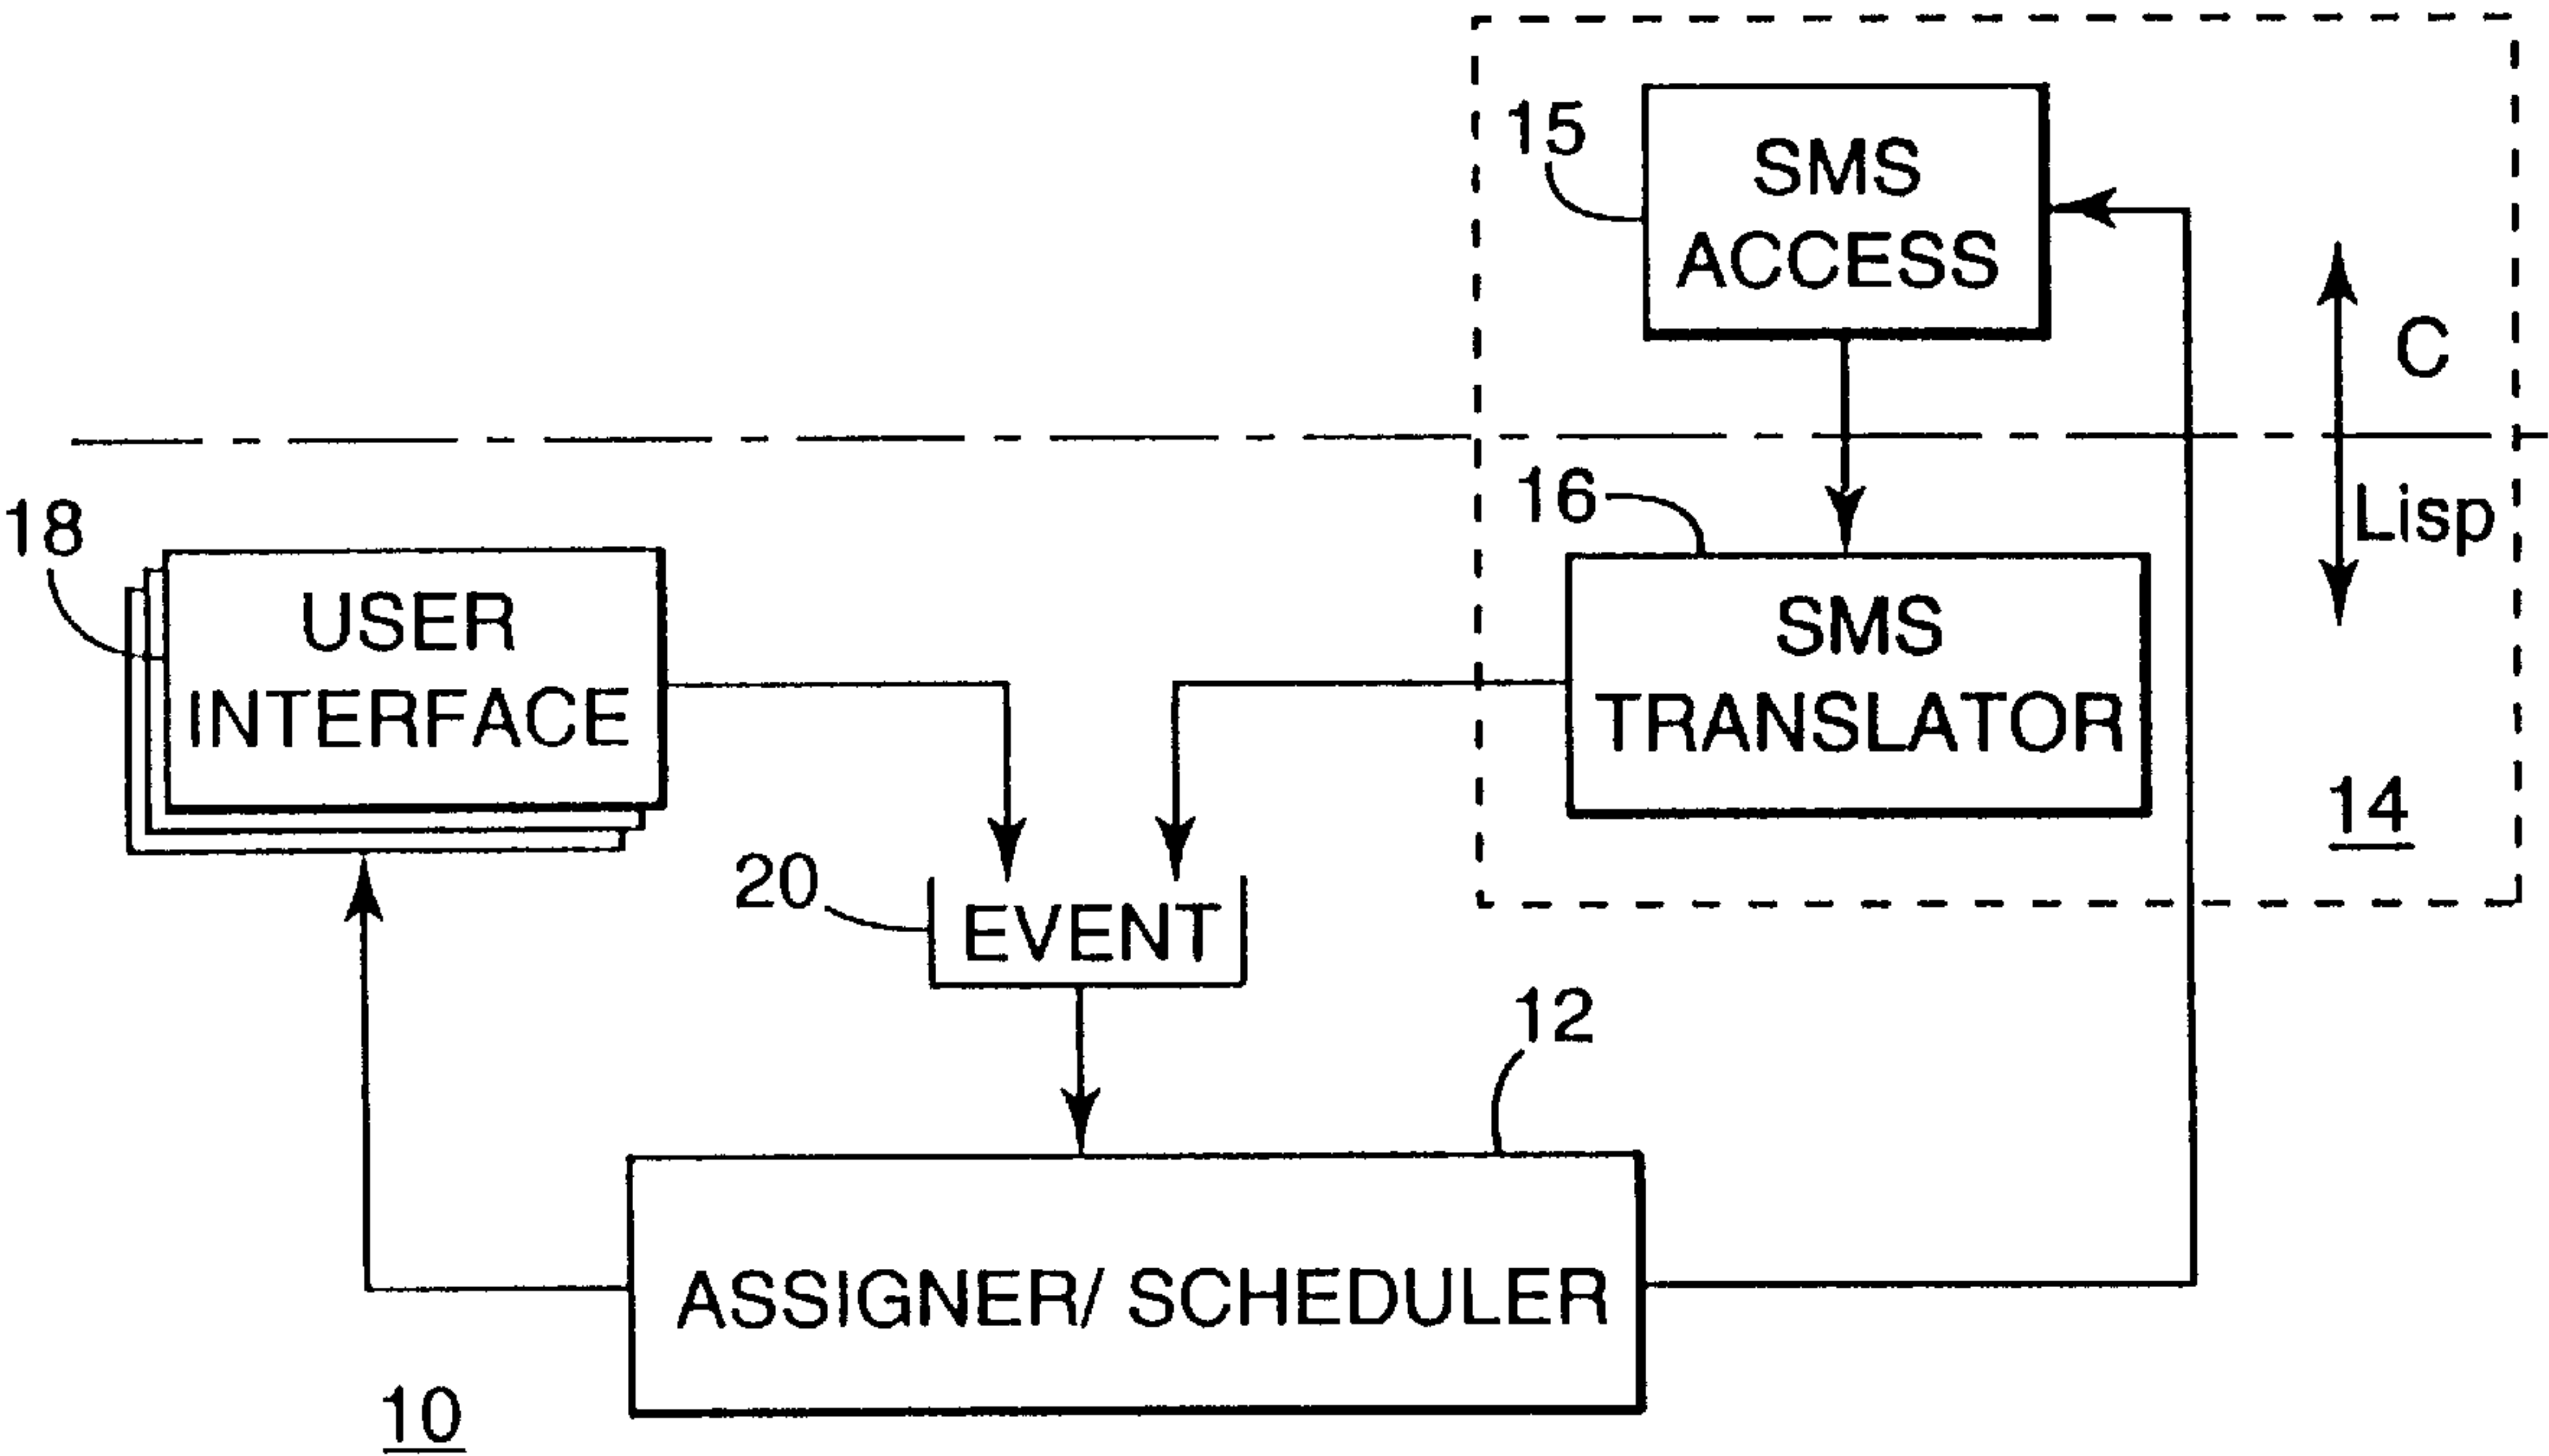 15
SMS
ACCESS
C
Lisp
16
SMS
TRANSLATOR
14
18
USER
INTERFACE
20
EVENT
12
ASSIGNER/ SCHEDULER
10